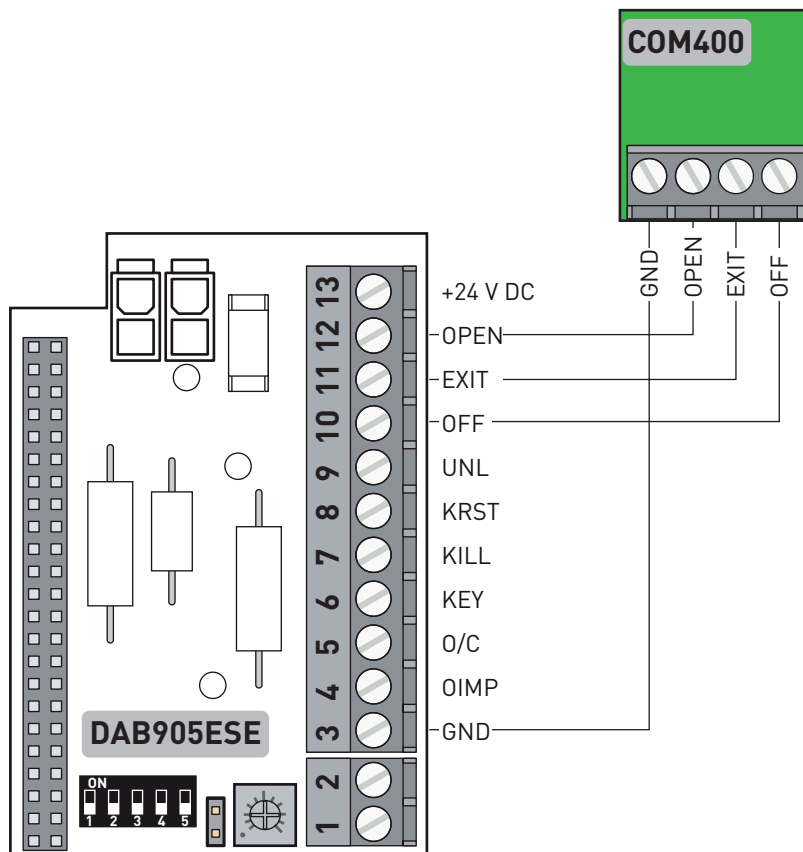 COM400
GND
OPEN
EXIT
OFF
13 +24 V DC
12 OPEN
11 EXIT
10 OFF
9 UNL
8 KRST
7 KILL
6 KEY
5 O/C
4 OIMP
3 GND
2
1
DAB905ESE
ON
1 2 3 4 5